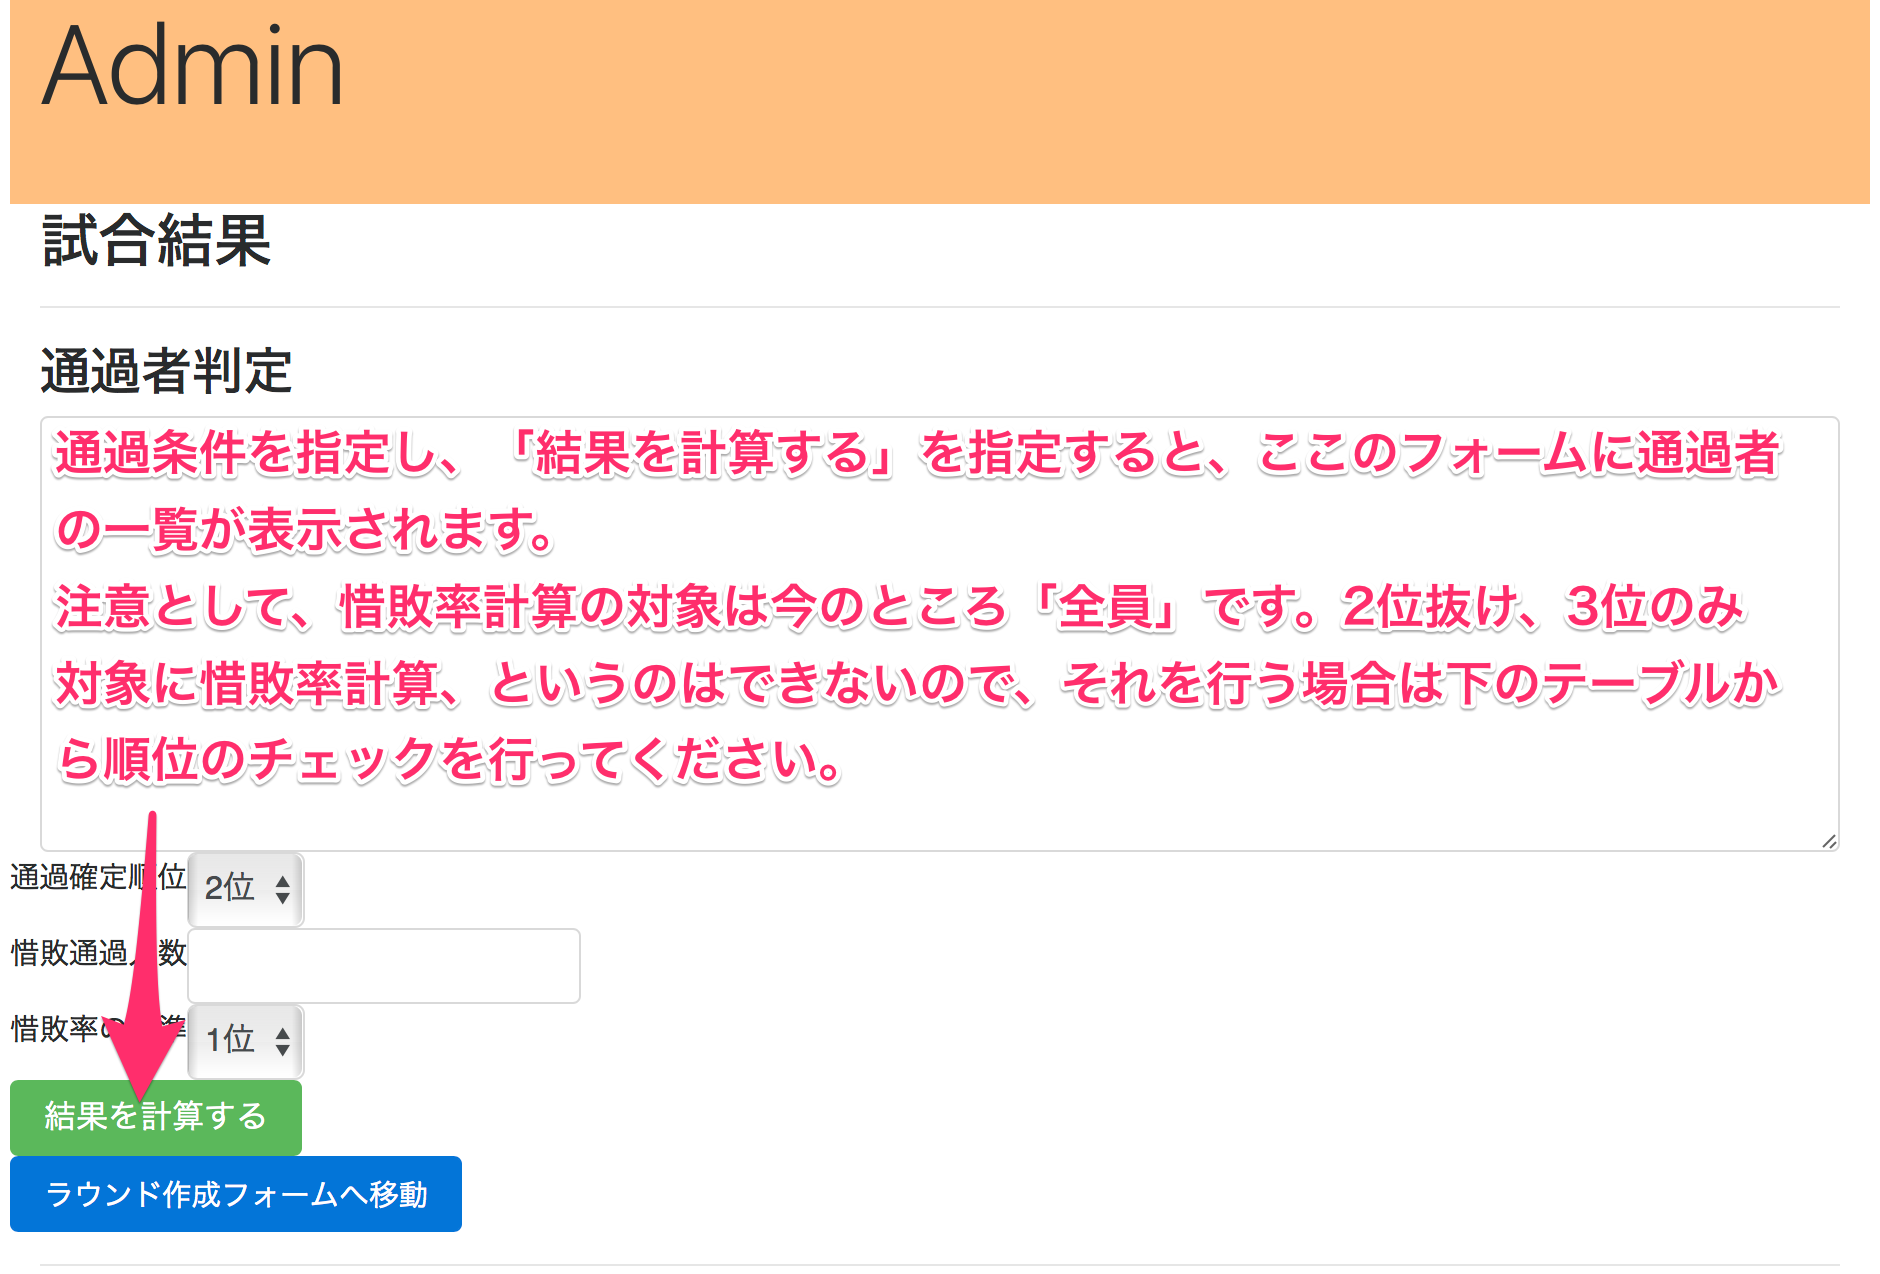 Admin
試合結果
通過者判定
通過条件を指定し、「結果を計算する」を指定すると、ここのフォームに通過者
の一覧が表示されます。
注意として、惜敗率計算の対象は今のところ「全員」です。2位抜け、3位のみ
対象に惜敗率計算、というのはできないので、それを行う場合は下のテーブルか
ら順位のチェックを行ってください。
通過確定順位 2位
惜敗通過人数
惜敗率の 準 1位
結果を計算する
ラウンド作成フォームへ移動